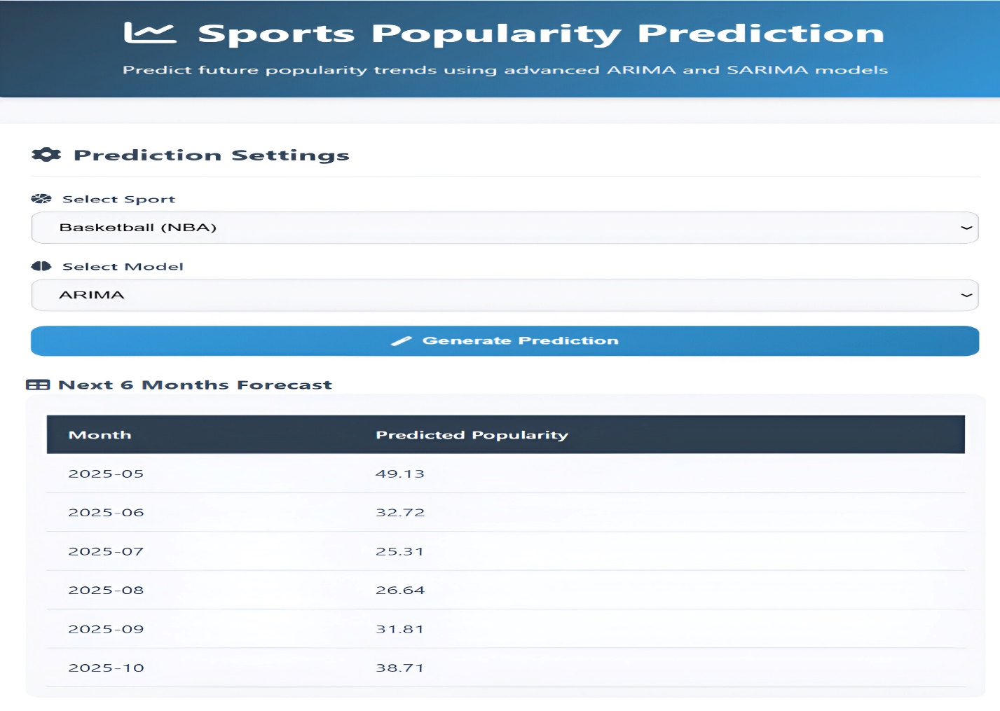 Sports Popularity Prediction
Predict future popularity trends using advanced ARIMA and SARIMA models
Prediction Settings
Select Sport
Basketball (NBA)
Select Model
ARIMA
Generate Prediction
Next 6 Months Forecast
Month Predicted Popularity
2025-05 49.13
2025-06 32.72
2025-07 25.31
2025-08 26.64
2025-09 31.81
2025-10 38.71